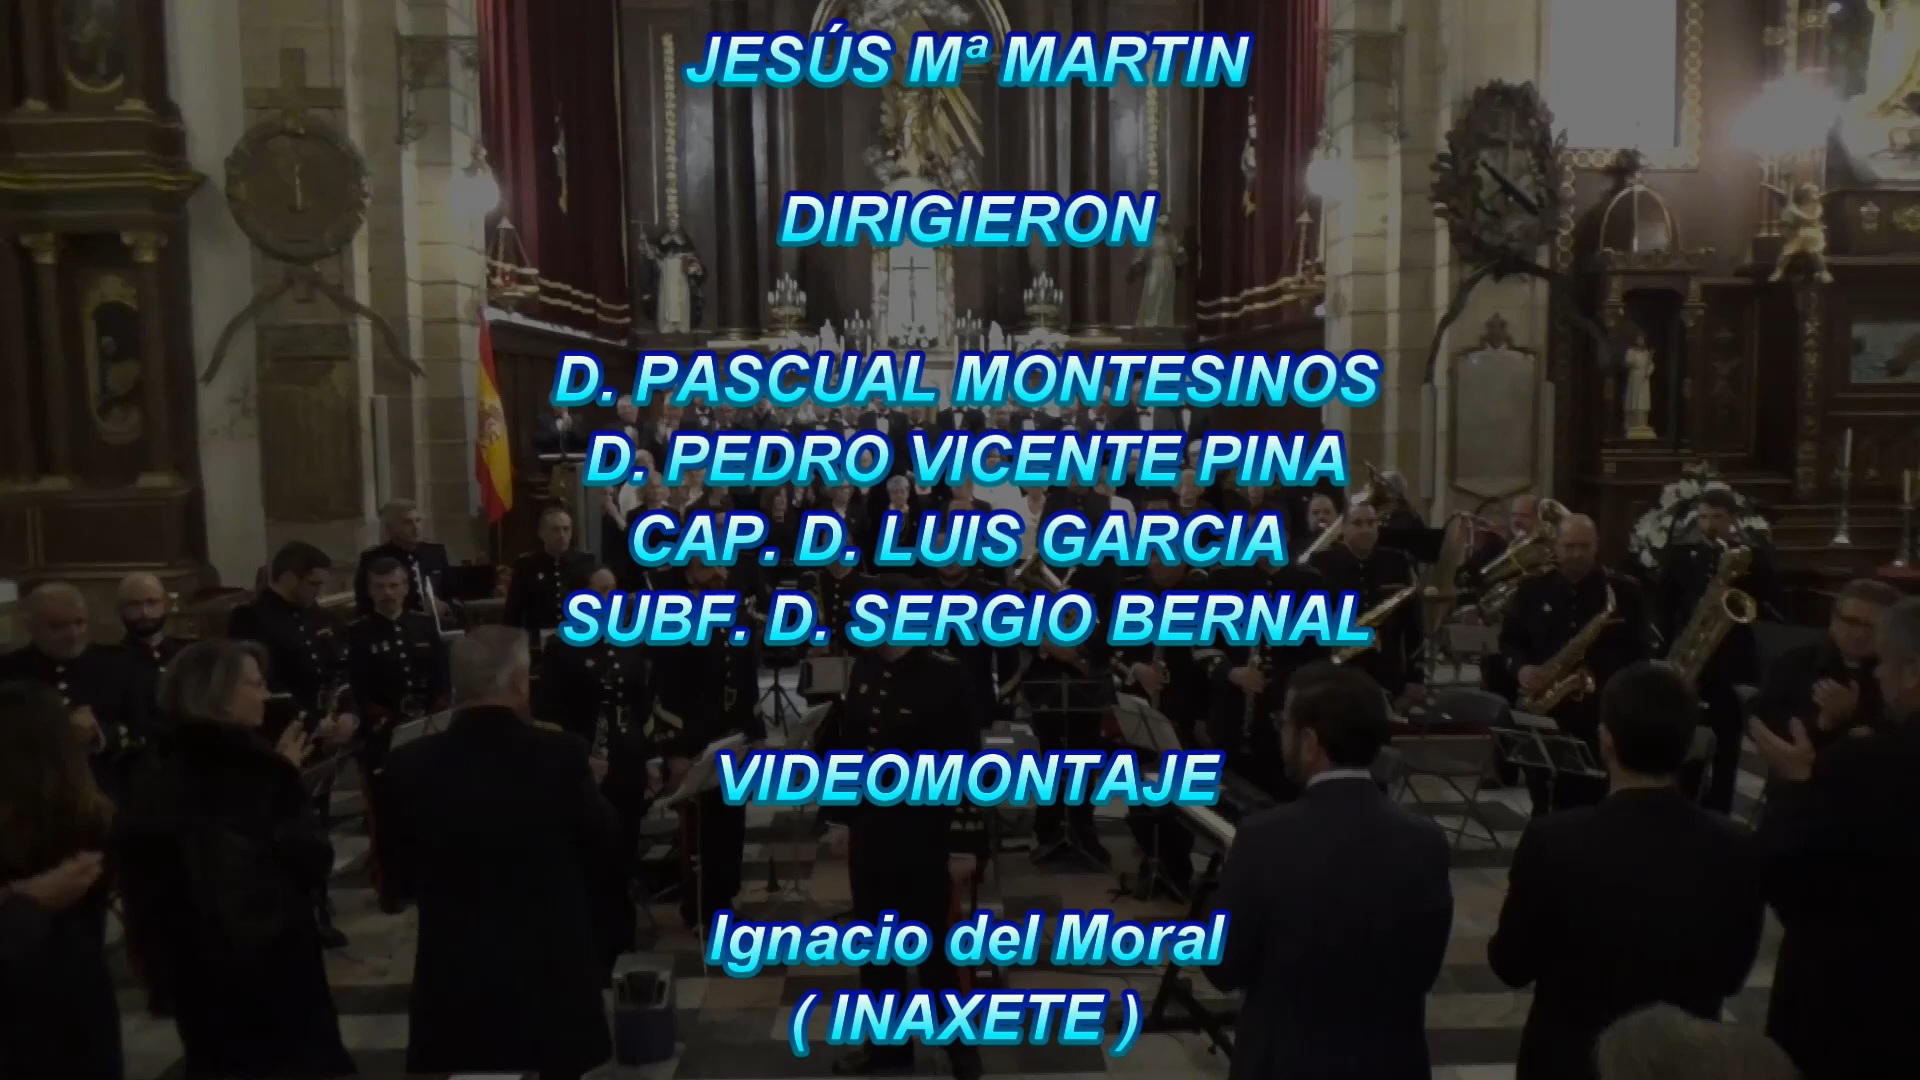 JESÚS Mª MARTIN
DIRIGIERON
D. PASCUAL MONTESINOS
D. PEDRO VICENTE PINA
CAP. D. LUIS GARCIA
SUBF. D. SERGIO BERNAL
VIDEOMONTAJE
Ignacio del Moral
( INAXETE )